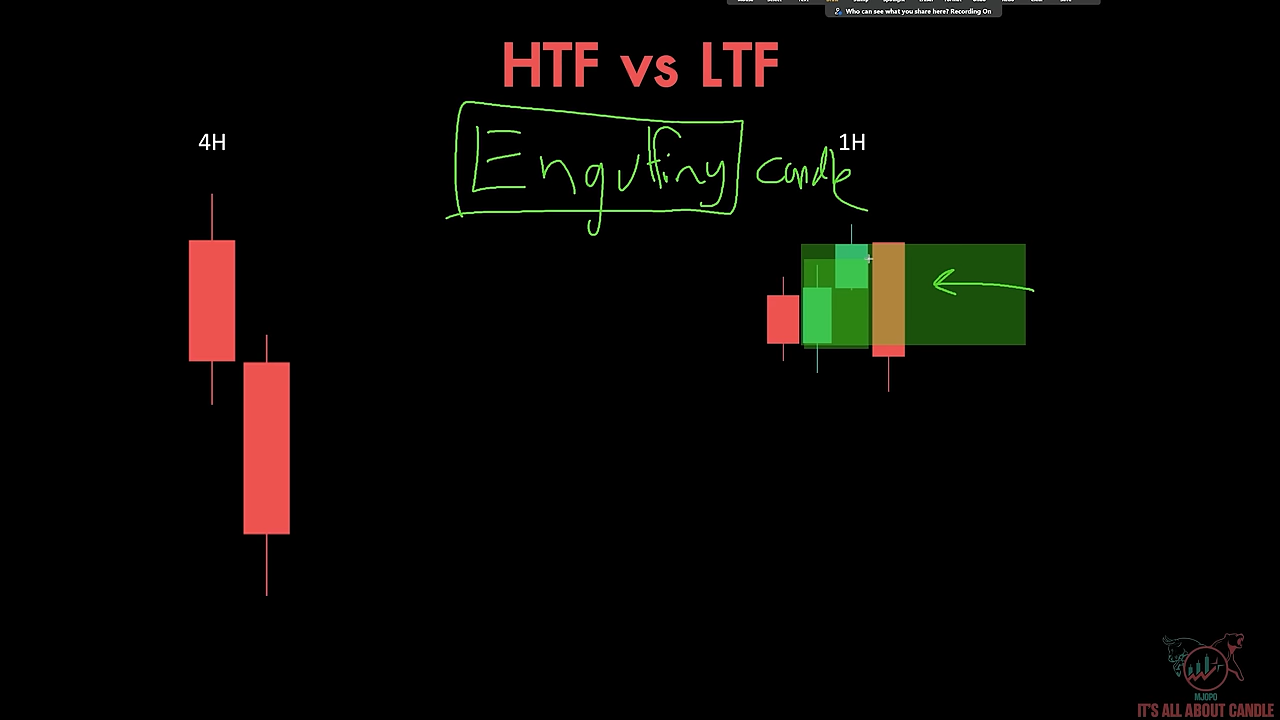 Who can see what you share here? Recording On
HTF vs LTF
4H
1H
Engulfing candle
MJOPO
IT'S ALL ABOUT CANDLE